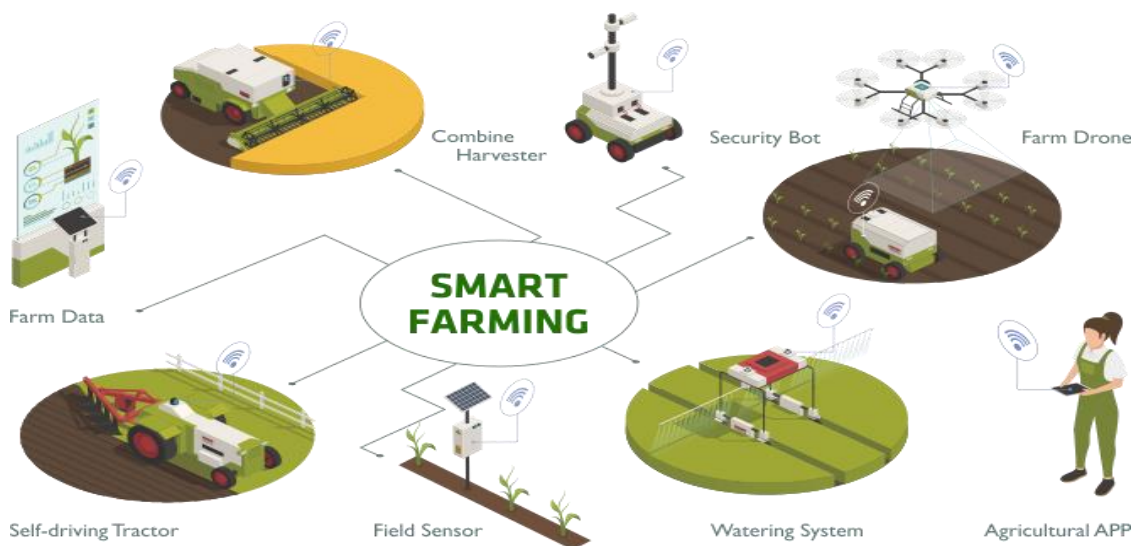 Combine
Harvester
Security Bot
Farm Drone
SMART
FARMING
Farm Data
Self-driving Tractor
Field Sensor
Watering System
Agricultural APP